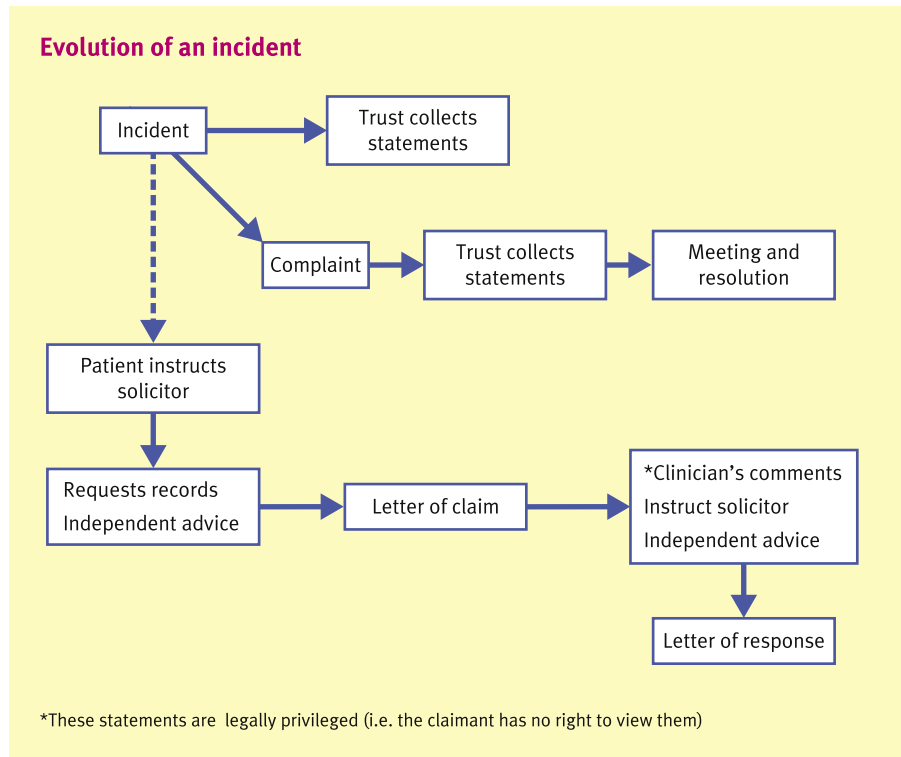 Evolution of an incident
Incident
Trust collects
statements
Complaint
Trust collects
statements
Meeting and
resolution
Patient instructs
solicitor
Requests records
Independent advice
Letter of claim
*Clinician’s comments
Instruct solicitor
Independent advice
Letter of response
*These statements are legally privileged (i.e. the claimant has no right to view them)